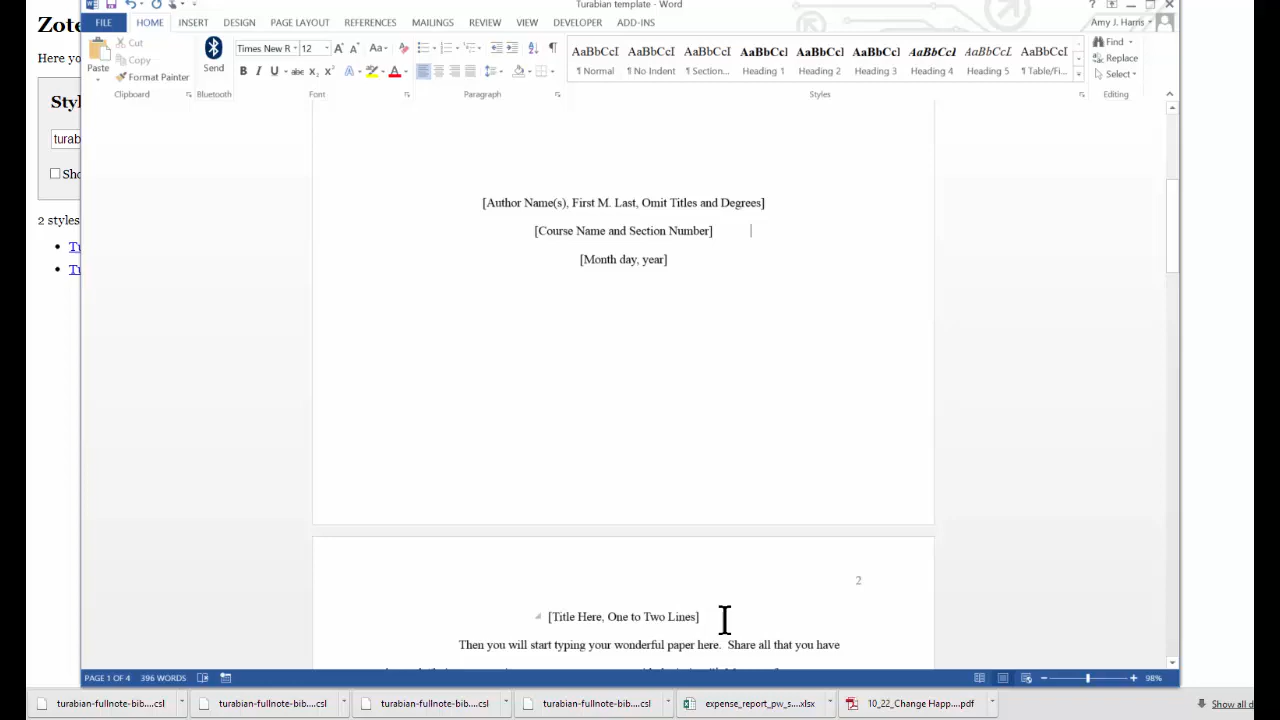 Turabian template - Word
Zote
FILE HOME INSERT DESIGN PAGE LAYOUT REFERENCES MAILINGS REVIEW VIEW DEVELOPER ADD-INS
Amy J. Harris
Here yo
Paste
Cut
Copy
Format Painter
Send
Times New R 12
AaBbCcI AaBbCcI AaBbCcI AaBbCcI AaBbCcI AaBbCcI AaBbCcI AaBbCcI AaBbCcI
¶ Normal ¶ No Indent ¶ Section... Heading 1 Heading 2 Heading 3 Heading 4 Heading 5 ¶ Table/Fi...
Find
Replace
Select
Clipboard Bluetooth Font Paragraph Styles Editing
Styl
turab
Sho
2 styles
Tu
Tu
[Author Name(s), First M. Last, Omit Titles and Degrees]
[Course Name and Section Number]
[Month day, year]
2
[Title Here, One to Two Lines]
Then you will start typing your wonderful paper here. Share all that you have
PAGE 1 OF 4 396 WORDS 98%
turabian-fullnote-bib....csl turabian-fullnote-bib....csl turabian-fullnote-bib....csl turabian-fullnote-bib....csl expense_report_pw_s....xlsx 10_22_Change Happ....pdf Show all d